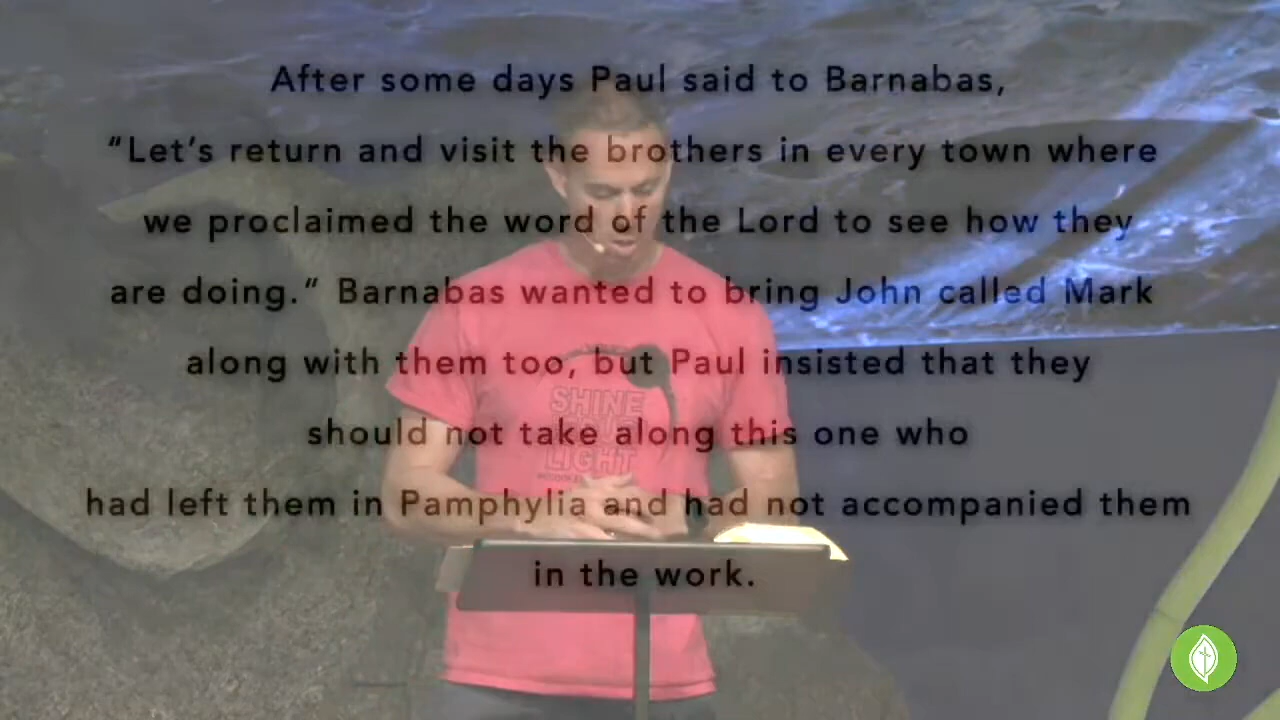 After some days Paul said to Barnabas,
“Let’s return and visit the brothers in every town where
we proclaimed the word of the Lord to see how they
are doing.” Barnabas wanted to bring John called Mark
along with them too, but Paul insisted that they
should not take along this one who
had left them in Pamphylia and had not accompanied them
in the work.
SHINE
YOUR
LIGHT